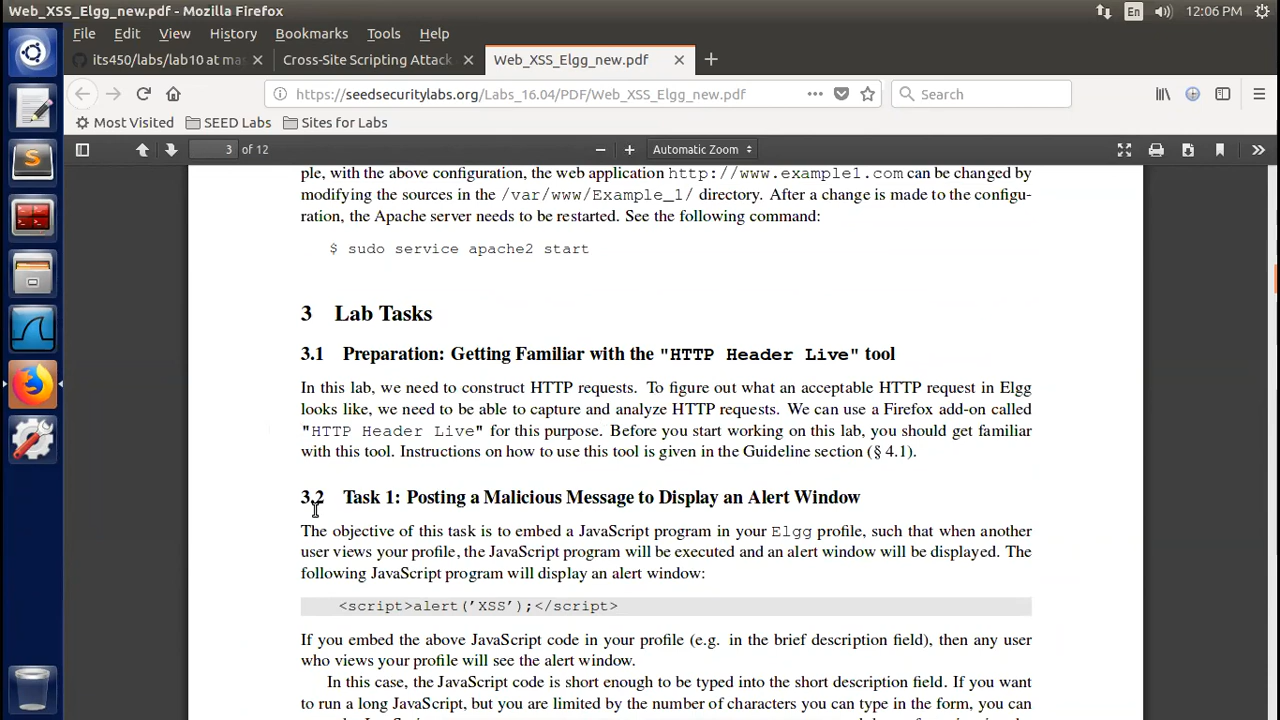 Web_XSS_Elgg_new.pdf - Mozilla Firefox
En
12:06 PM
File Edit View History Bookmarks Tools Help
its450/labs/lab10 at ma
Cross-Site Scripting Attack
Web_XSS_Elgg_new.pdf
https://seedsecuritylabs.org/Labs_16.04/PDF/Web_XSS_Elgg_new.pdf
Search
Most Visited SEED Labs Sites for Labs
3 of 12
Automatic Zoom
ple, with the above configuration, the web application http://www.example1.com can be changed by
modifying the sources in the /var/www/Example_1/ directory. After a change is made to the configu-
ration, the Apache server needs to be restarted. See the following command:
$ sudo service apache2 start
3 Lab Tasks
3.1 Preparation: Getting Familiar with the "HTTP Header Live" tool
In this lab, we need to construct HTTP requests. To figure out what an acceptable HTTP request in Elgg
looks like, we need to be able to capture and analyze HTTP requests. We can use a Firefox add-on called
"HTTP Header Live" for this purpose. Before you start working on this lab, you should get familiar
with this tool. Instructions on how to use this tool is given in the Guideline section (§ 4.1).
3.2 Task 1: Posting a Malicious Message to Display an Alert Window
The objective of this task is to embed a JavaScript program in your Elgg profile, such that when another
user views your profile, the JavaScript program will be executed and an alert window will be displayed. The
following JavaScript program will display an alert window:
<script>alert(’XSS’);</script>
If you embed the above JavaScript code in your profile (e.g. in the brief description field), then any user
who views your profile will see the alert window.
In this case, the JavaScript code is short enough to be typed into the short description field. If you want
to run a long JavaScript, but you are limited by the number of characters you can type in the form, you can